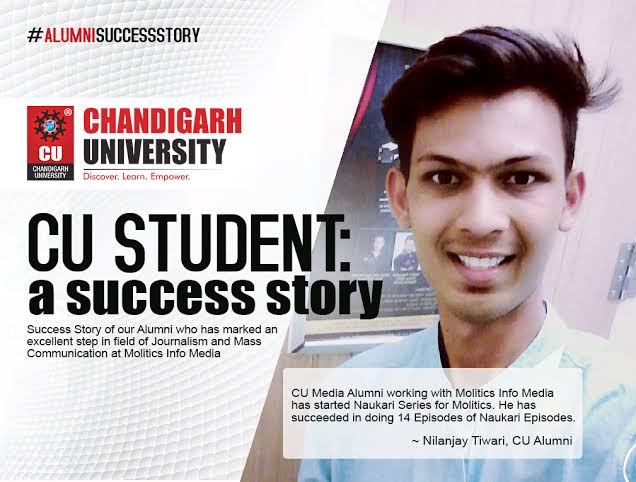 #ALUMNISUCCESSSTORY
CHANDIGARH
UNIVERSITY
Discover. Learn. Empower.
®
CU
CHANDIGARH
UNIVERSITY
CU STUDENT:
a success story
Success Story of our Alumni who has marked an
excellent step in field of Journalism and Mass
Communication at Molitics Info Media
CU Media Alumni working with Molitics Info Media
has started Naukari Series for Molitics. He has
succeeded in doing 14 Episodes of Naukari Episodes.
~ Nilanjay Tiwari, CU Alumni